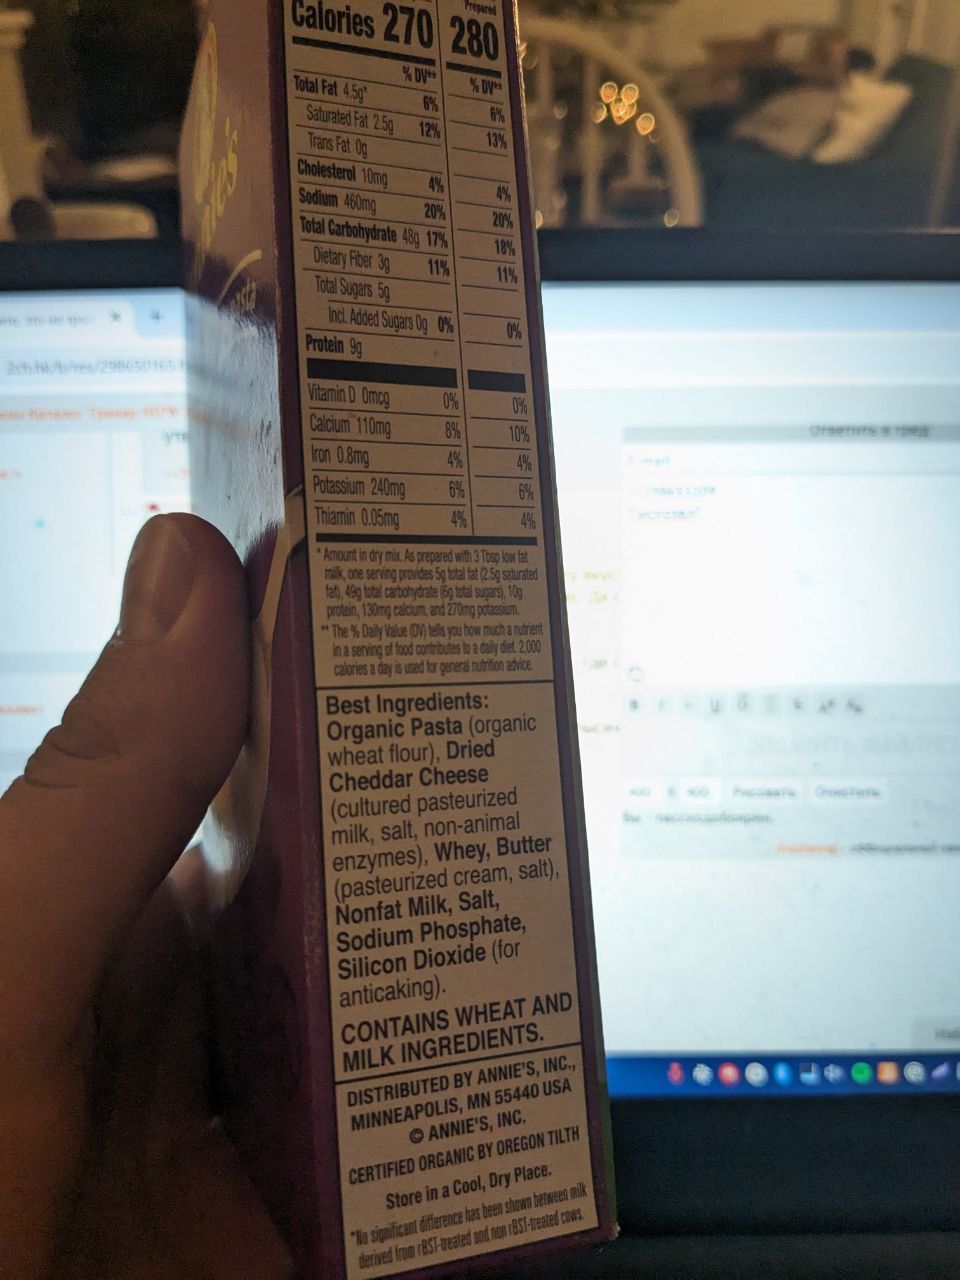 Prepared
Calories 270 280
% DV** % DV**
Total Fat 4.5g* 6% 6%
Saturated Fat 2.5g 12% 13%
Trans Fat 0g
Cholesterol 10mg 4% 4%
Sodium 460mg 20% 20%
Total Carbohydrate 48g 17% 18%
Dietary Fiber 3g 11% 11%
Total Sugars 5g
Incl. Added Sugars 0g 0% 0%
Protein 9g
Vitamin D 0mcg 0% 0%
Calcium 110mg 8% 10%
Iron 0.8mg 4% 4%
Potassium 240mg 6% 6%
Thiamin 0.05mg 4% 4%
* Amount in dry mix. As prepared with 3 Tbsp low fat
milk, one serving provides 5g total fat (2.5g saturated
fat), 49g total carbohydrate (6g total sugars), 10g
protein, 130mg calcium, and 270mg potassium.
** The % Daily Value (DV) tells you how much a nutrient
in a serving of food contributes to a daily diet. 2,000
calories a day is used for general nutrition advice.
Best Ingredients:
Organic Pasta (organic
wheat flour), Dried
Cheddar Cheese
(cultured pasteurized
milk, salt, non-animal
enzymes), Whey, Butter
(pasteurized cream, salt),
Nonfat Milk, Salt,
Sodium Phosphate,
Silicon Dioxide (for
anticaking).
CONTAINS WHEAT AND
MILK INGREDIENTS.
DISTRIBUTED BY ANNIE'S, INC.,
MINNEAPOLIS, MN 55440 USA
© ANNIE'S, INC.
CERTIFIED ORGANIC BY OREGON TILTH
Store in a Cool, Dry Place.
*No significant difference has been shown between milk
derived from rBST-treated and non rBST-treated cows.
Ответить в тред
E-mail
400 X 400 Рисовать Очистить